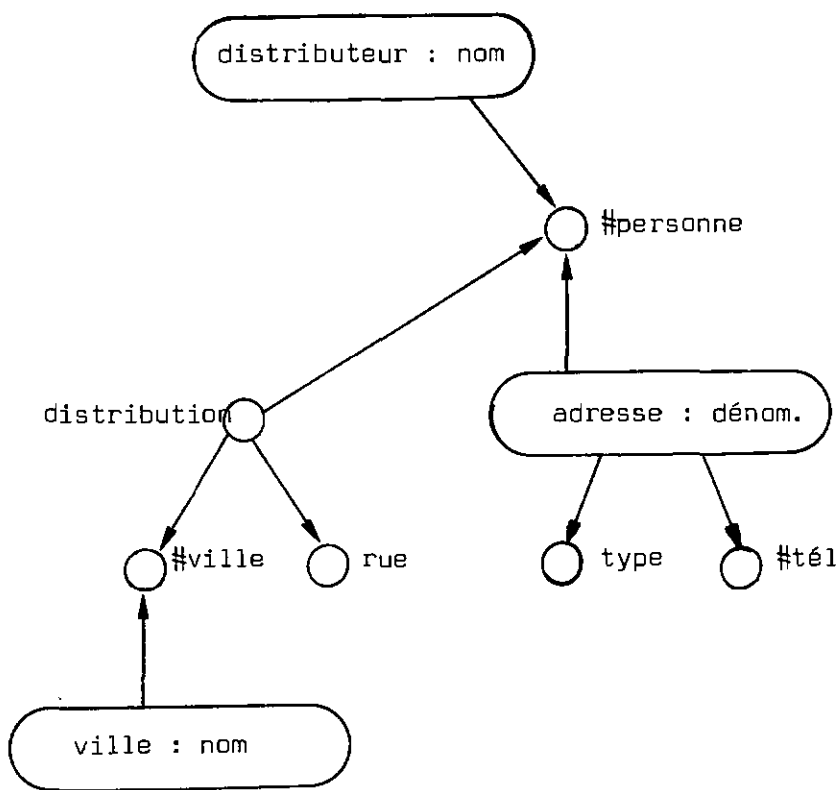 distributeur : nom
#personne
distribution
adresse : dénom.
#ville
rue
type
#tél
ville : nom